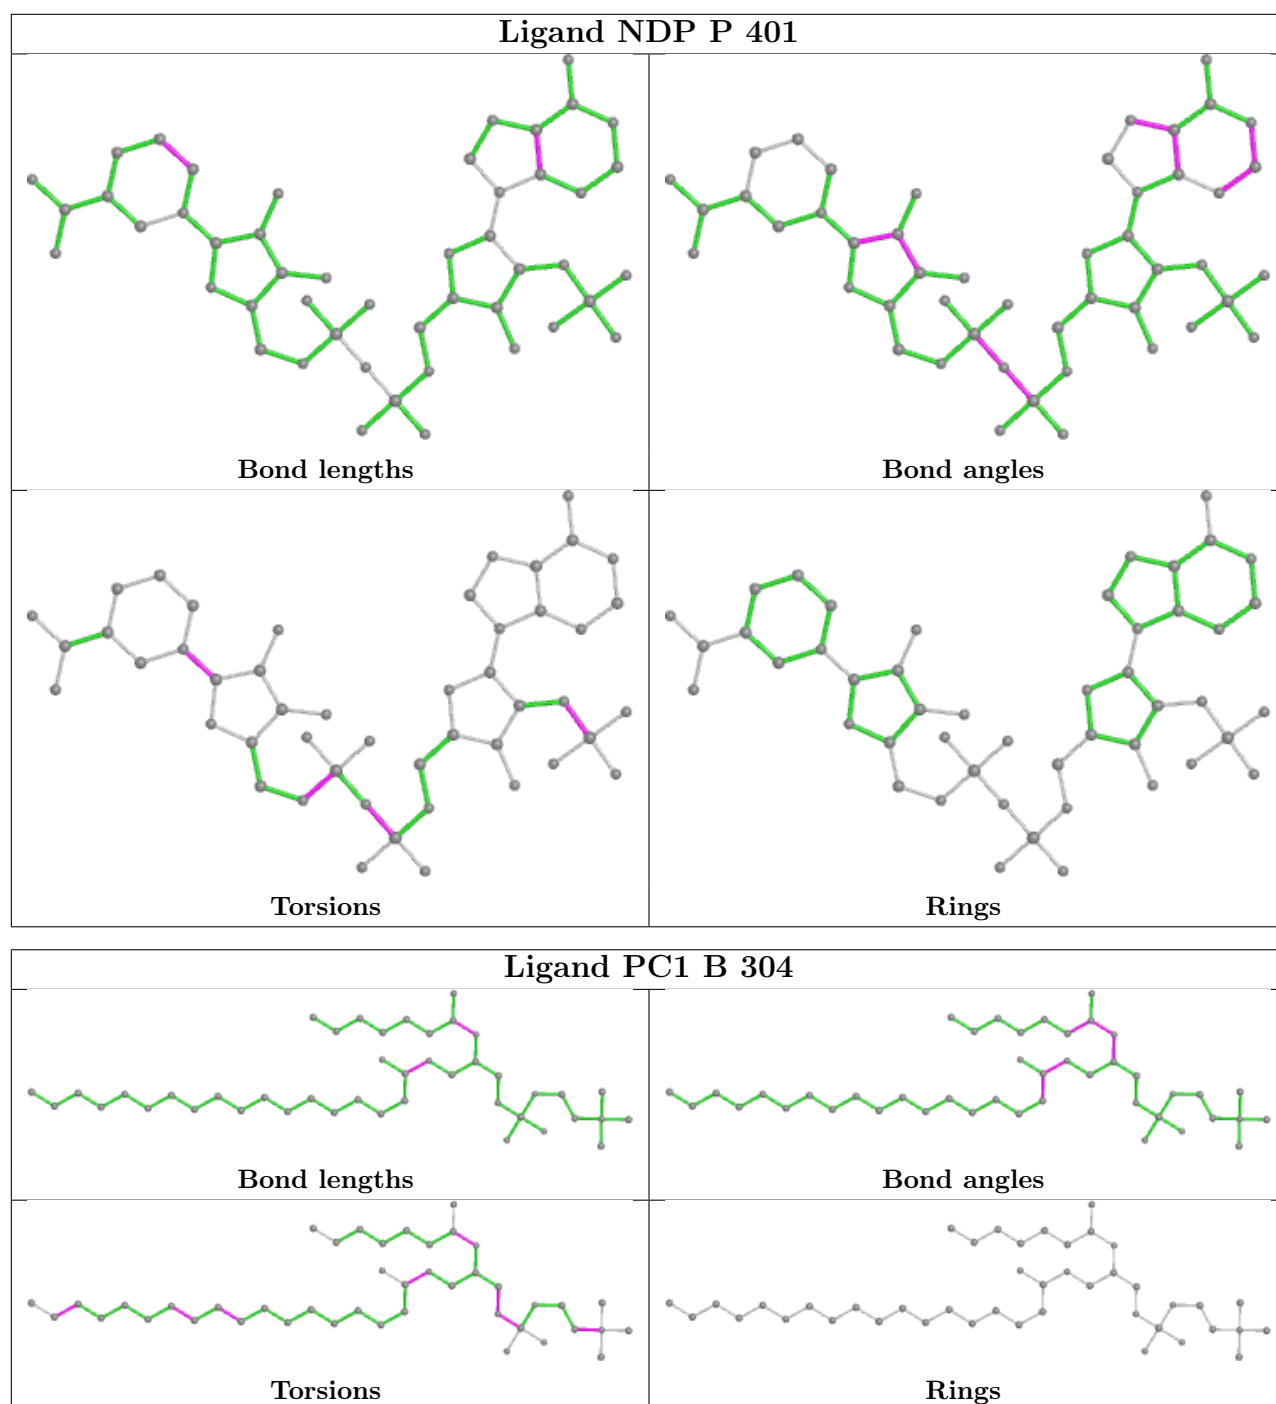 Ligand NDP P 401
Bond lengths
Bond angles
Torsions
Rings
Ligand PC1 B 304
Bond lengths
Bond angles
Torsions
Rings